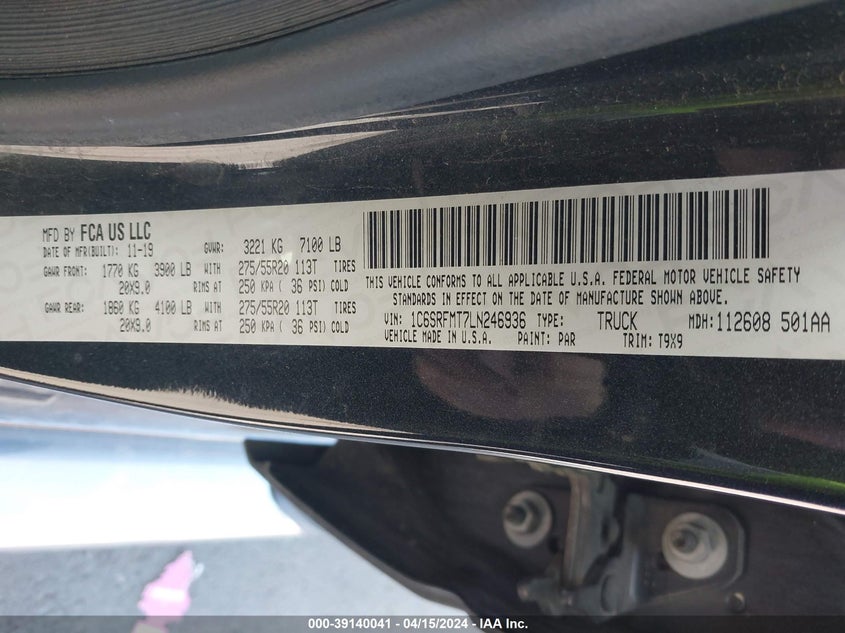 MFD BY FCA US LLC
DATE OF MFR(BUILT): 11-19 GVWR: 3221 KG 7100 LB
GAWR FRONT: 1770 KG 3900 LB WITH 275/55R20 113T TIRES
20X9.0 RIMS AT 250 KPA ( 36 PSI) COLD
GAWR REAR: 1860 KG 4100 LB WITH 275/55R20 113T TIRES
20X9.0 RIMS AT 250 KPA ( 36 PSI) COLD
THIS VEHICLE CONFORMS TO ALL APPLICABLE U.S.A. FEDERAL MOTOR VEHICLE SAFETY
STANDARDS IN EFFECT ON THE DATE OF MANUFACTURE SHOWN ABOVE.
VIN: 1C6SRFMT7LN246936 TYPE: TRUCK MDH: 112608 501AA
VEHICLE MADE IN U.S.A. PAINT: PAR TRIM: T9X9
000-39140041 - 04/15/2024 - IAA Inc.